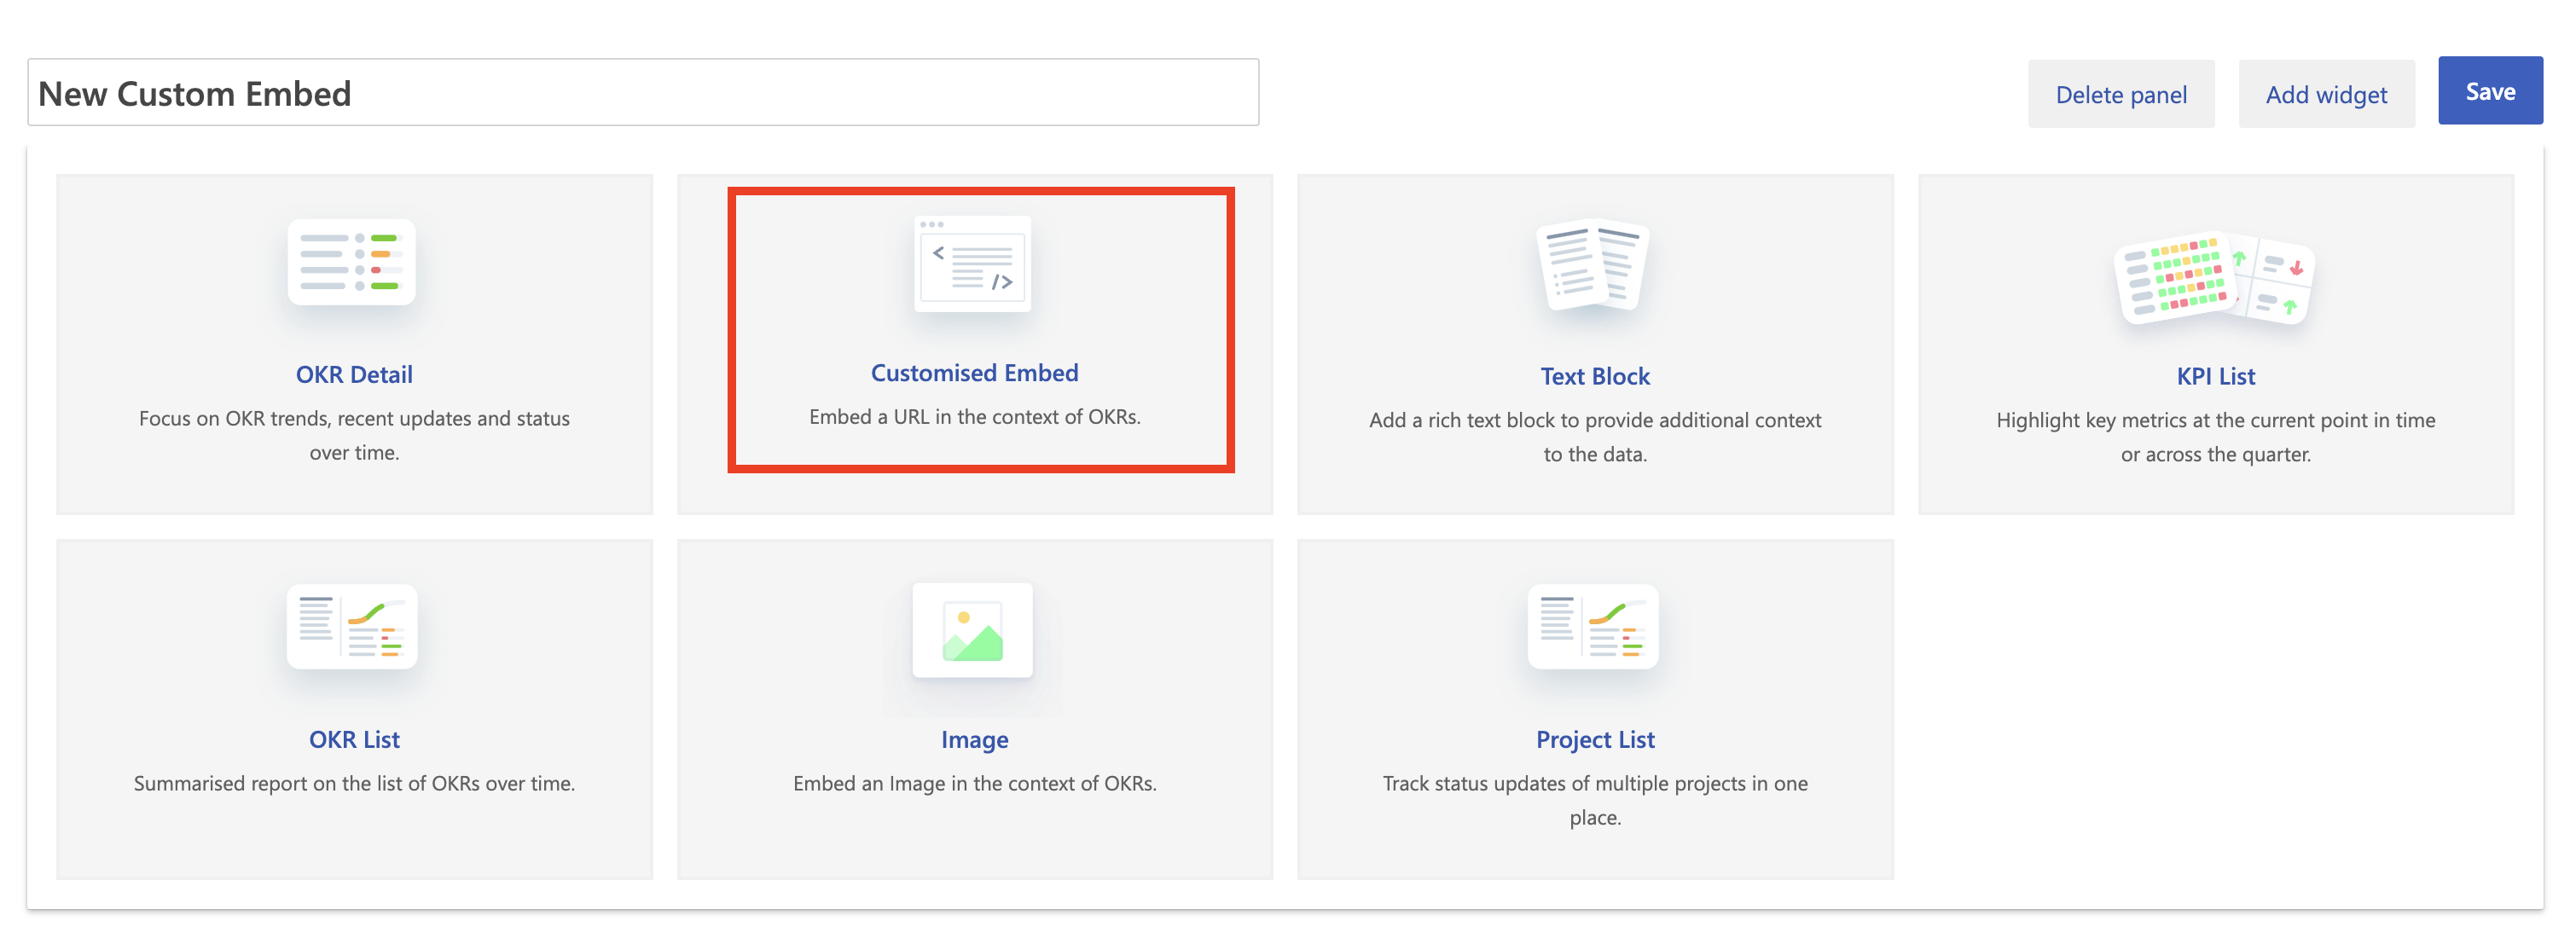 New Custom Embed
Delete panel
Add widget
Save
OKR Detail
Focus on OKR trends, recent updates and status
over time.
Customised Embed
Embed a URL in the context of OKRs.
Text Block
Add a rich text block to provide additional context
to the data.
KPI List
Highlight key metrics at the current point in time
or across the quarter.
OKR List
Summarised report on the list of OKRs over time.
Image
Embed an Image in the context of OKRs.
Project List
Track status updates of multiple projects in one
place.